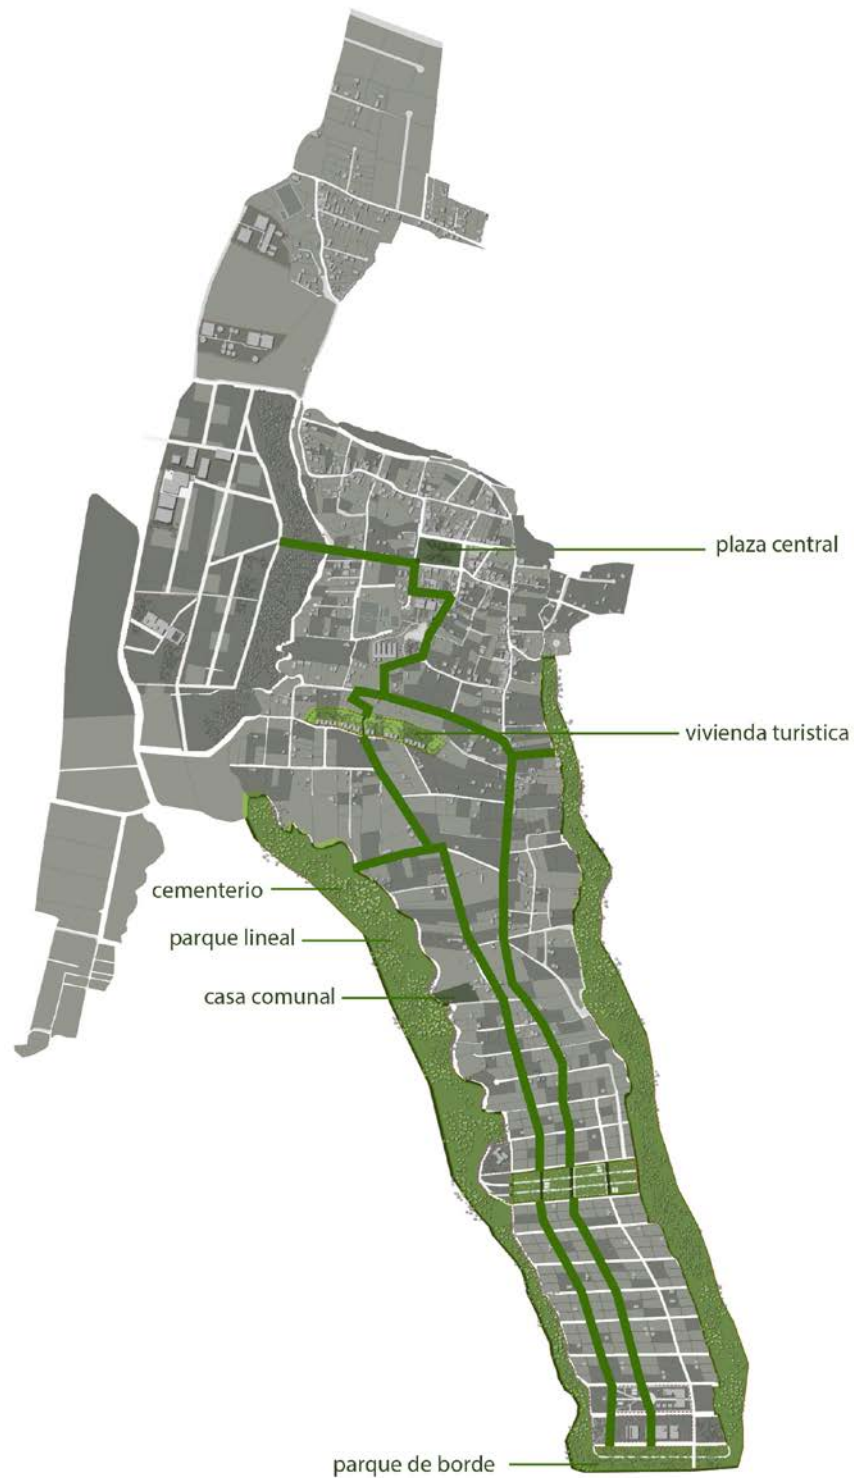 plaza central
vivienda turistica
cementerio
parque lineal
casa comunal
parque de borde